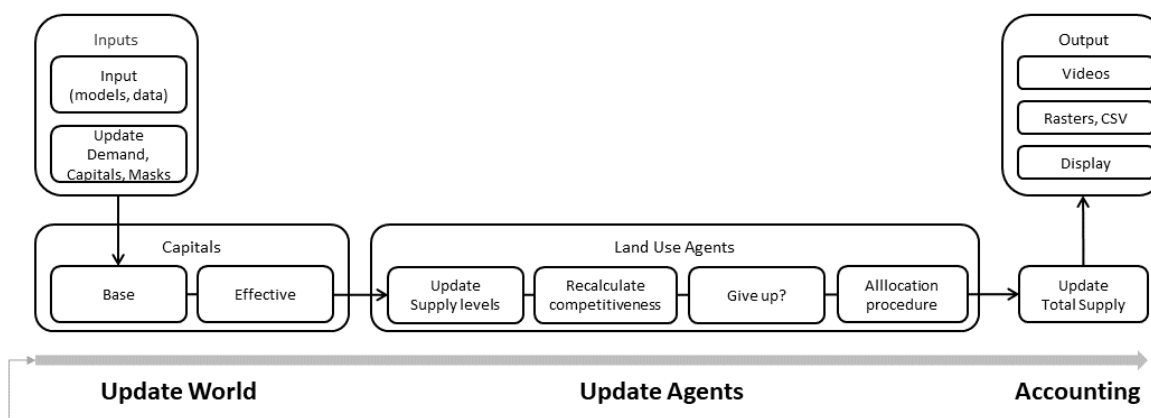 Inputs
Input
(models, data)
Update
Demand,
Capitals, Masks
Output
Videos
Rasters, CSV
Display
Capitals
Base
Effective
Land Use Agents
Update
Supply levels
Recalculate
competitiveness
Give up?
Alllocation
procedure
Update
Total Supply
Update World
Update Agents
Accounting